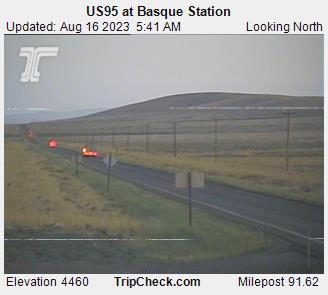 US95 at Basque Station
Updated: Aug 16 2023 5:41 AM Looking North
Elevation 4460 TripCheck.com Milepost 91.62